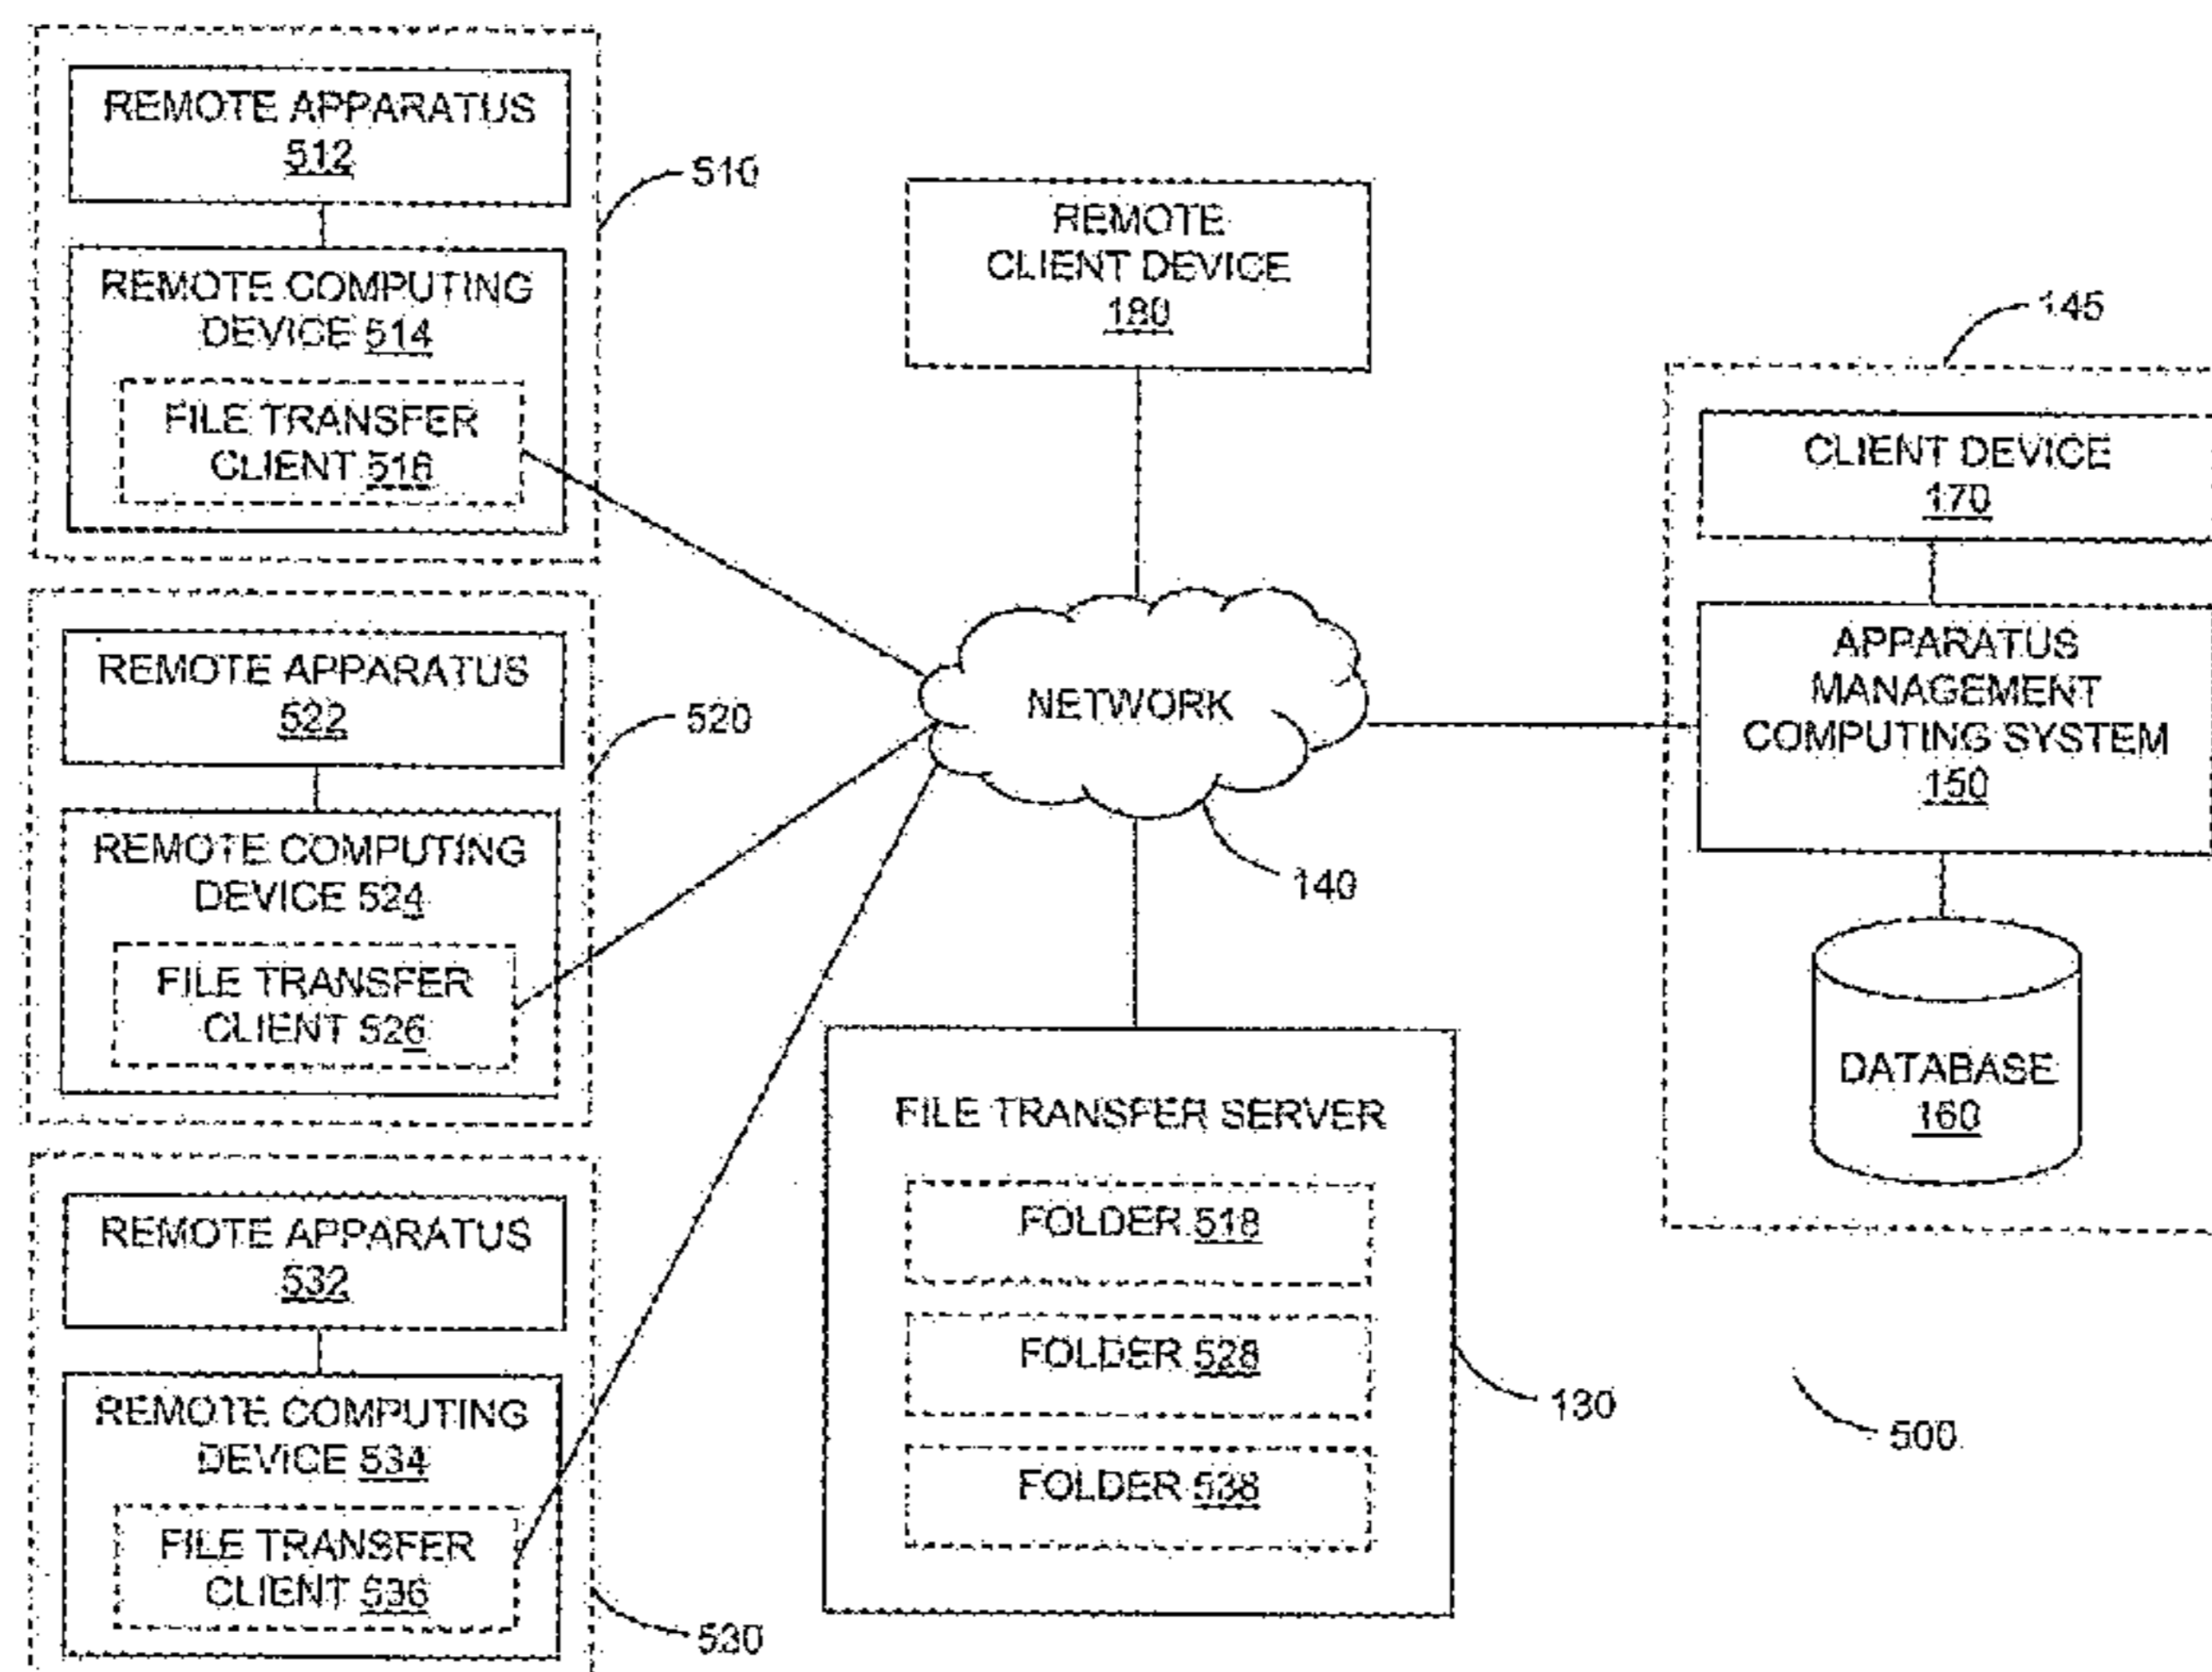 REMOTE APPARATUS
512
REMOTE COMPUTING
DEVICE 514
FILE TRANSFER
CLIENT 516
510
REMOTE APPARATUS
522
REMOTE COMPUTING
DEVICE 524
FILE TRANSFER
CLIENT 526
520
REMOTE APPARATUS
532
REMOTE COMPUTING
DEVICE 534
FILE TRANSFER
CLIENT 536
530
REMOTE
CLIENT DEVICE
180
NETWORK
140
FILE TRANSFER SERVER
FOLDER 518
FOLDER 528
FOLDER 538
130
145
CLIENT DEVICE
170
APPARATUS
MANAGEMENT
COMPUTING SYSTEM
150
DATABASE
160
500